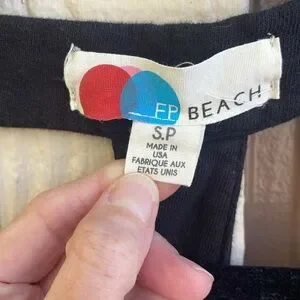 FP BEACH
S.P
MADE IN
USA
FABRIQUE AUX
ETATS UNIS